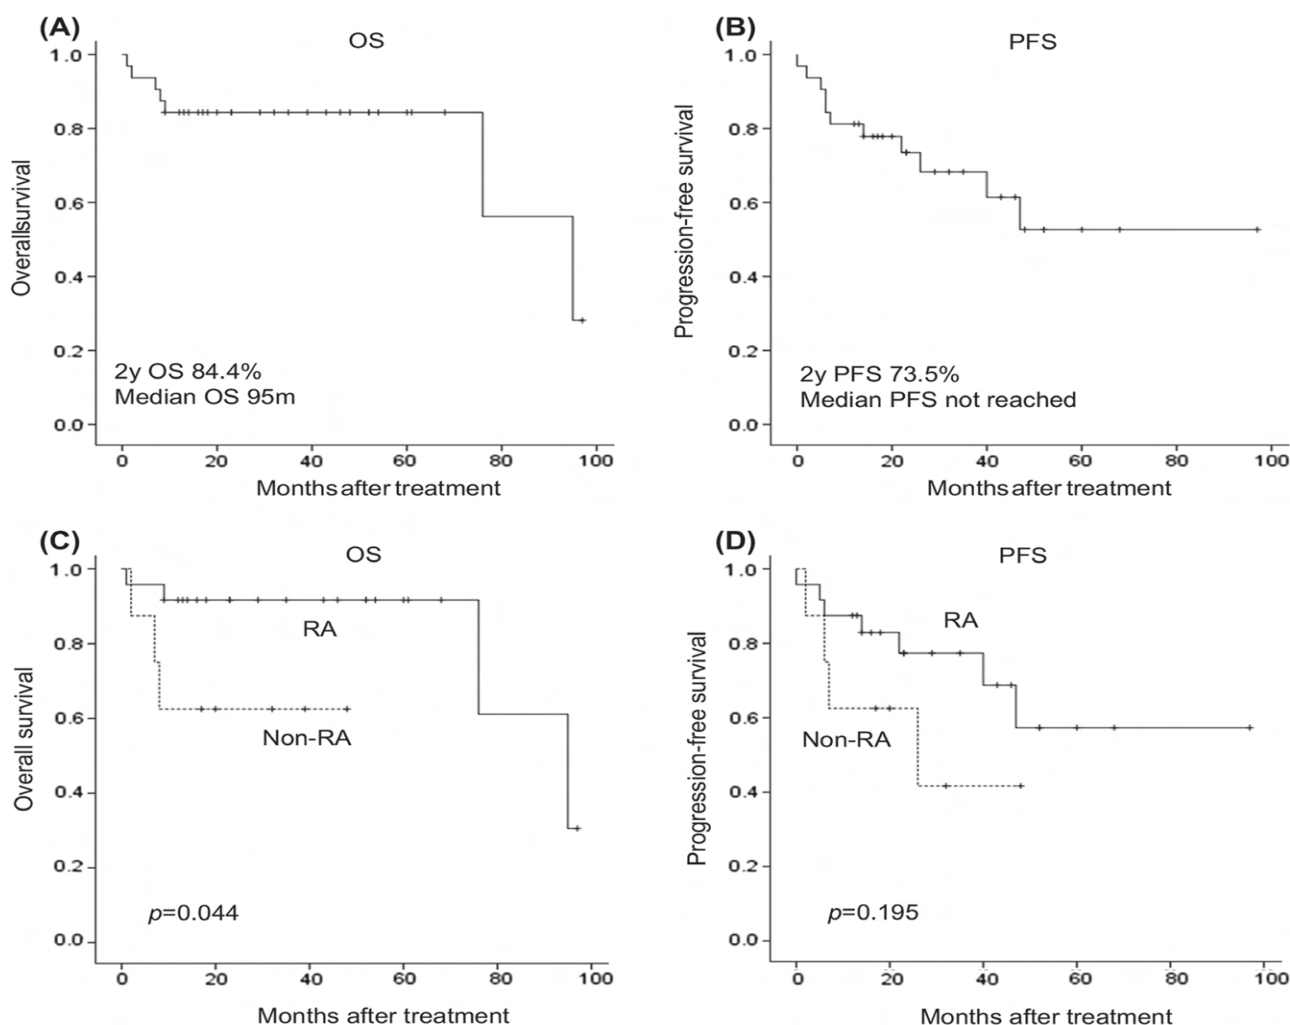 (A)
OS
1.0
0.8
0.6
0.4
0.2
0.0
Overallsurvival
2y OS 84.4%
Median OS 95m
0 20 40 60 80 100
Months after treatment
(B)
PFS
1.0
0.8
0.6
0.4
0.2
0.0
Progression-free survival
2y PFS 73.5%
Median PFS not reached
0 20 40 60 80 100
Months after treatment
(C)
OS
1.0
0.8
0.6
0.4
0.2
0.0
Overall survival
RA
Non-RA
p=0.044
0 20 40 60 80 100
Months after treatment
(D)
PFS
1.0
0.8
0.6
0.4
0.2
0.0
Progression-free survival
RA
Non-RA
p=0.195
0 20 40 60 80 100
Months after treatment